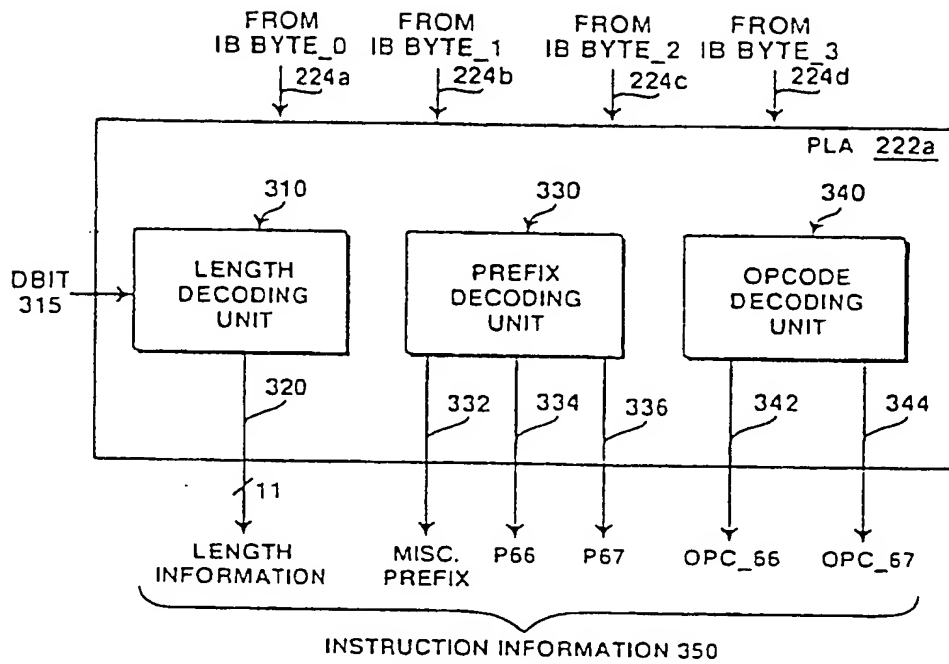 FROM IB BYTE_0
224a
FROM IB BYTE_1
224b
FROM IB BYTE_2
224c
FROM IB BYTE_3
224d
PLA 222a
310
330
340
DBIT 315
LENGTH DECODING UNIT
PREFIX DECODING UNIT
OPCODE DECODING UNIT
320
332
334
336
342
344
11
LENGTH INFORMATION
MISC. PREFIX
P66
P67
OPC_66
OPC_67
INSTRUCTION INFORMATION 350